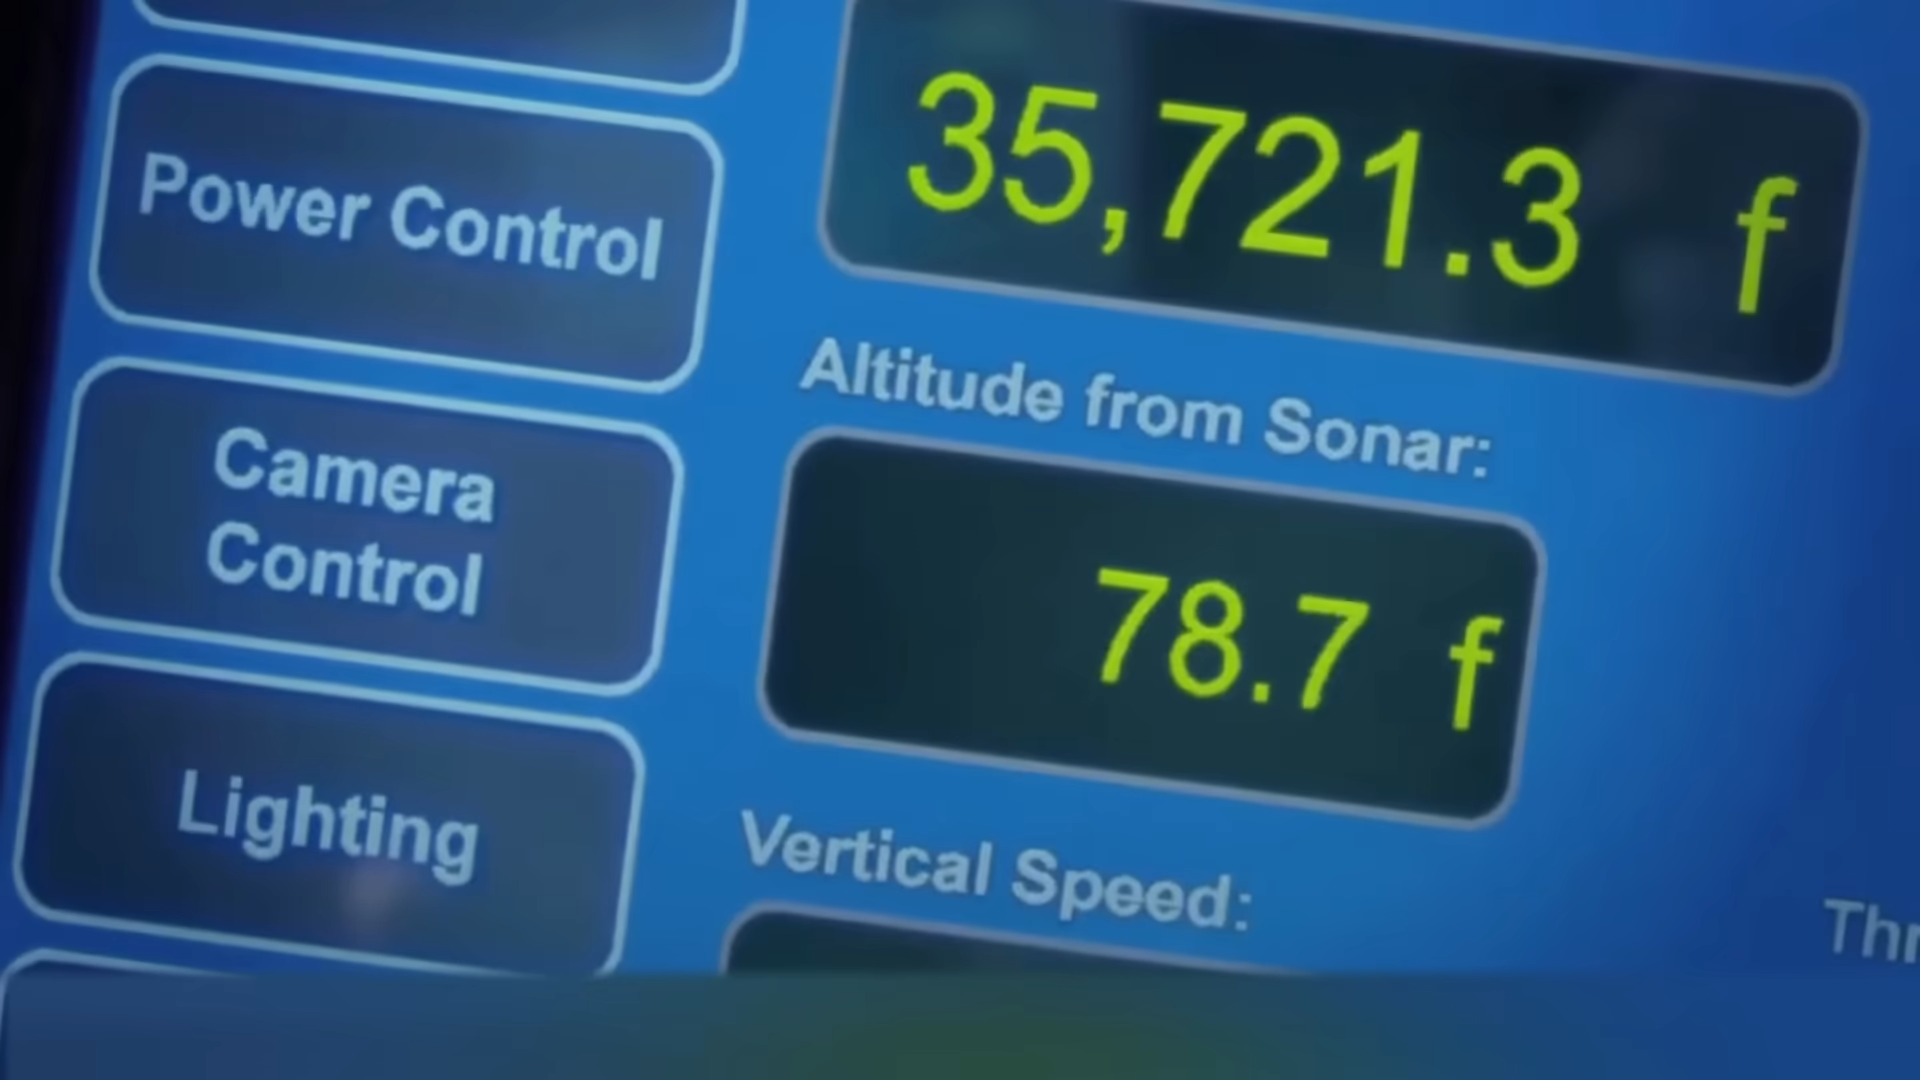 Power Control
Camera
Control
Lighting
35,721.3 f
Altitude from Sonar:
78.7 f
Vertical Speed: